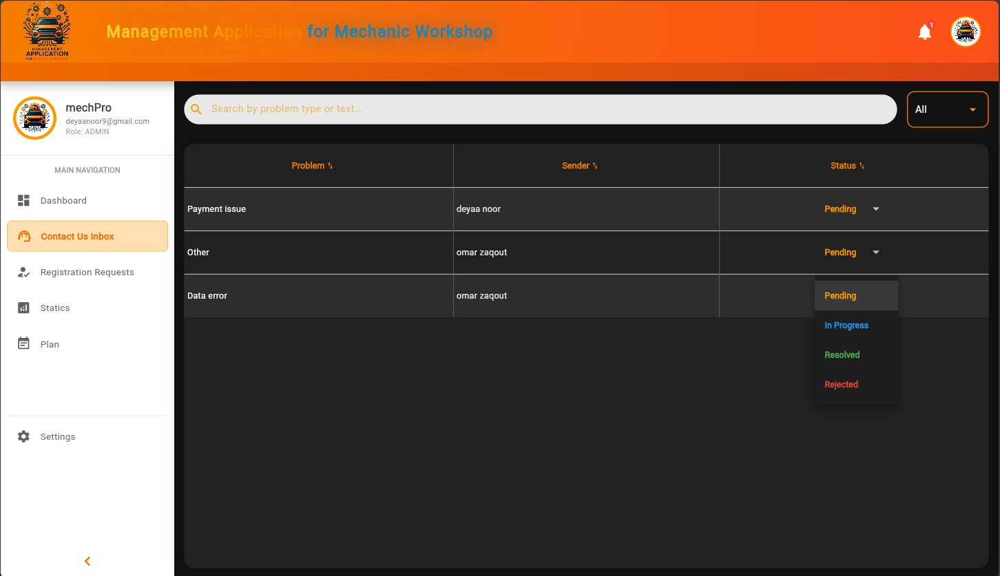 MANAGEMENT
APPLICATION
Management Application for Mechanic Workshop
1
mechPro
deyaanoor9@gmail.com
Role: ADMIN
MAIN NAVIGATION
Dashboard
Contact Us Inbox
Registration Requests
Statics
Plan
Settings
Search by problem type or text...
All
Problem Sender Status
Payment issue deyaa noor Pending
Other omar zaqout Pending
Data error omar zaqout Pending
In Progress
Resolved
Rejected